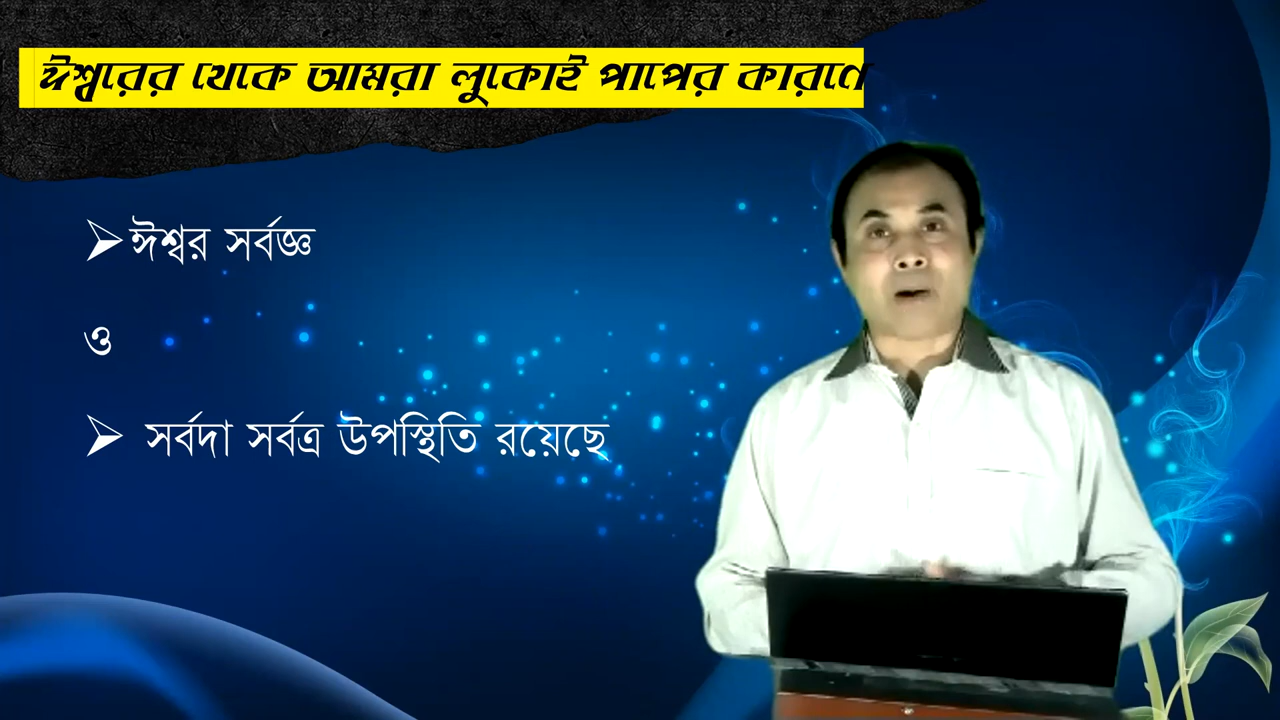 ঈশ্বরের থেকে আমরা লুকোই পাপের কারণে
➢ঈশ্বর সর্বজ্ঞ
ও
➢ সর্বদা সর্বত্র উপস্থিতি রয়েছে